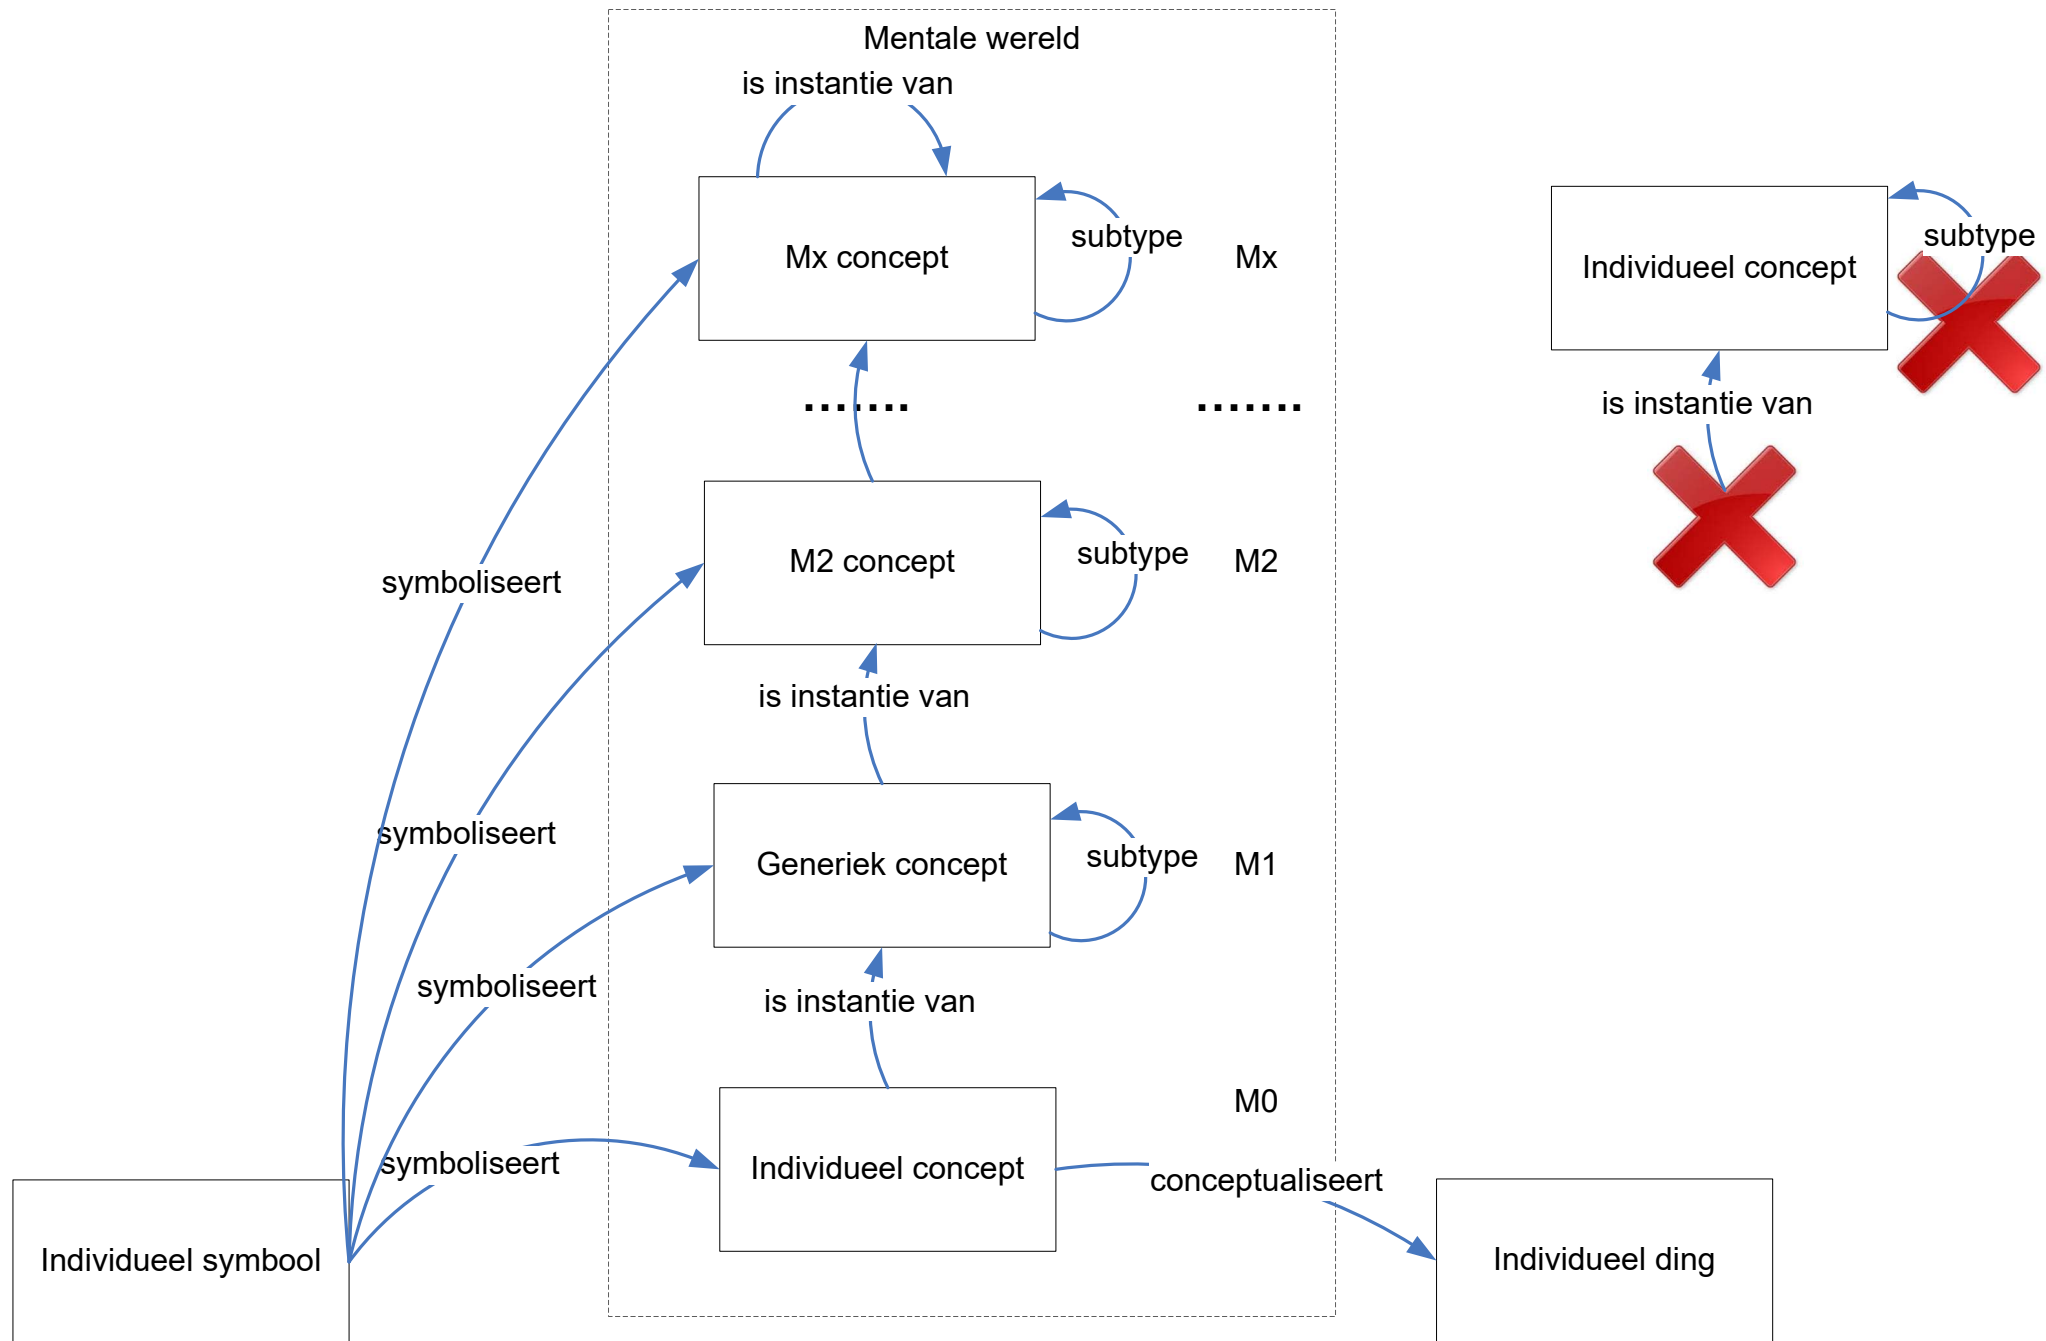 Mentale wereld
is instantie van
Mx concept
subtype
Mx
Individueel concept
subtype
.......
.......
is instantie van
M2 concept
subtype
M2
symboliseert
is instantie van
symboliseert
Generiek concept
subtype
M1
symboliseert
is instantie van
M0
symboliseert
Individueel concept
conceptualiseert
Individueel symbool
Individueel ding